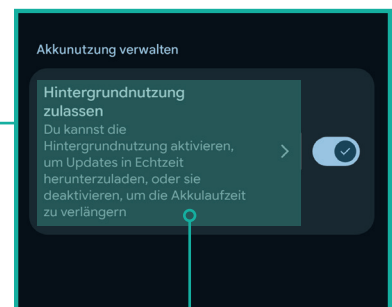 Akkunutzung verwalten
Hintergrundnutzung
zulassen
Du kannst die
Hintergrundnutzung aktivieren,
um Updates in Echtzeit
herunterzuladen, oder sie
deaktivieren, um die Akkulaufzeit
zu verlängern